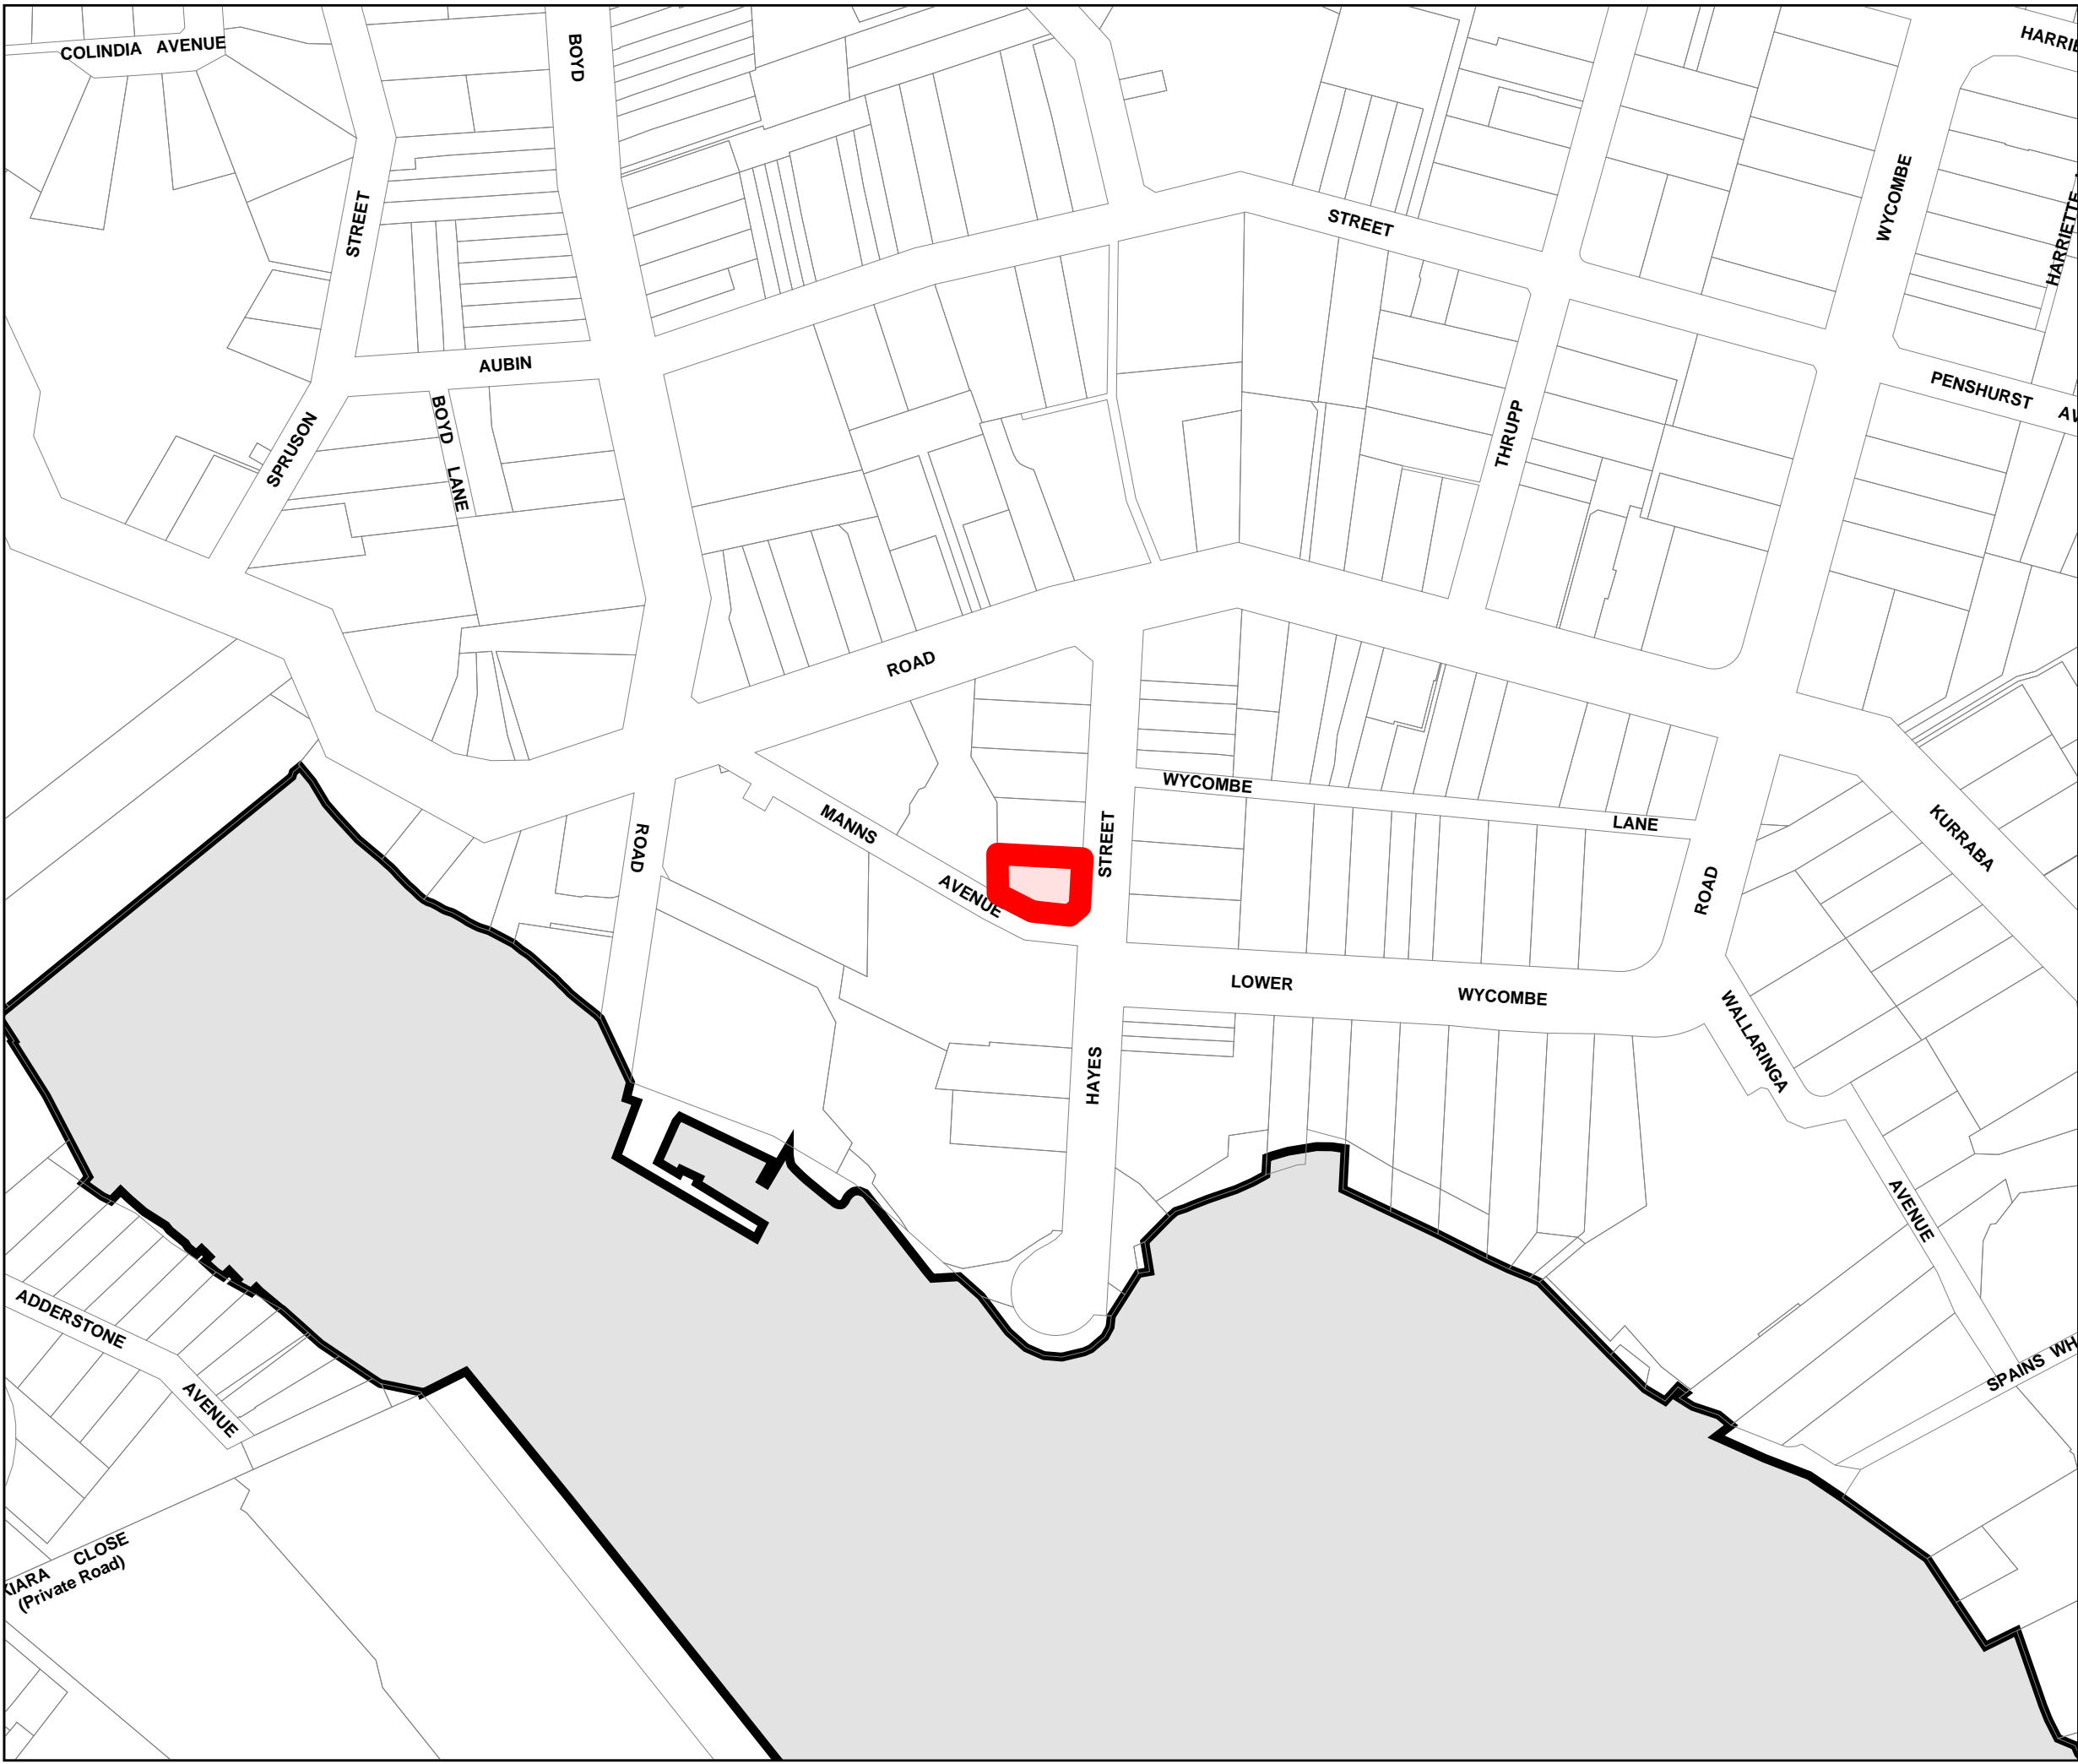 COLINDIA AVENUE
BOYD
HARRIE
STREET
STREET
WYCOMBE
HARRIETTE
AUBIN
PENSHURST AV
BOYD LANE
SPRUSON
THRUPP
ROAD
WYCOMBE
LANE
MANNS
AVENUE
ROAD
STREET
KURRABA
ROAD
LOWER
WYCOMBE
WALLARINGA
AVENUE
HAYES
ADDERSTONE
AVENUE
SPAINS WH
CLOSE
KIARA
(Private Road)